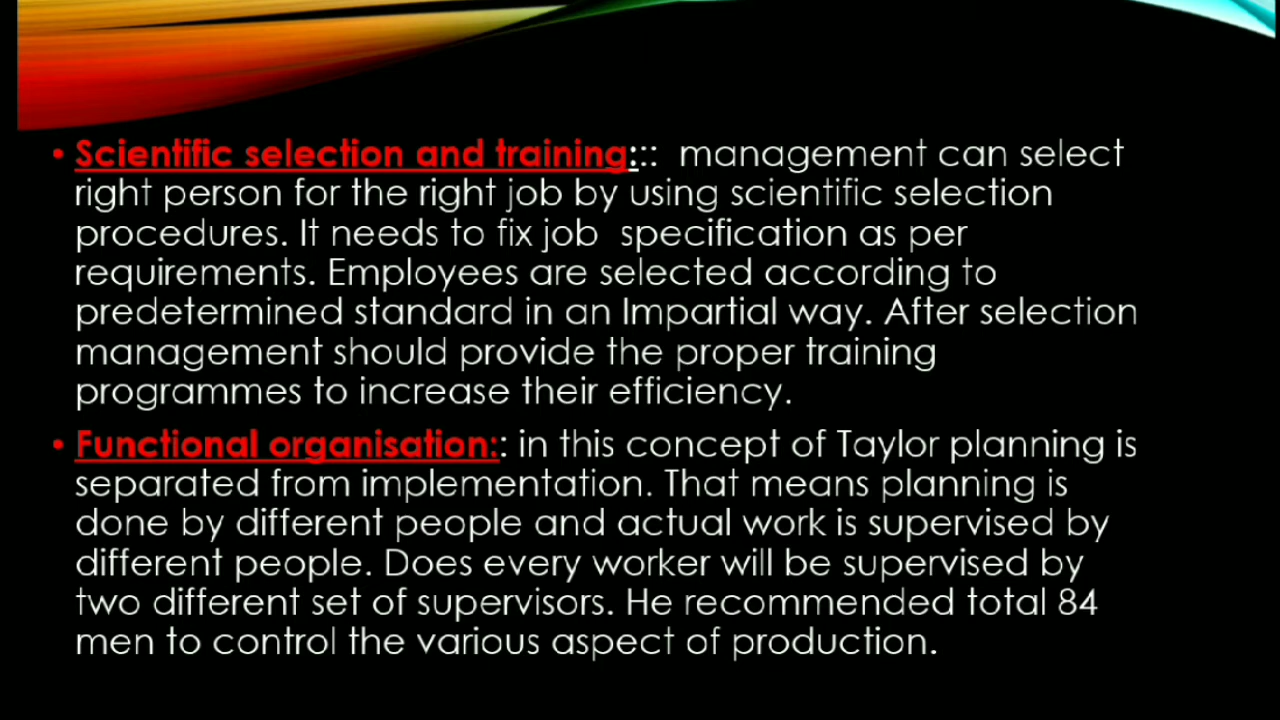 • Scientific selection and training::: management can select
right person for the right job by using scientific selection
procedures. It needs to fix job specification as per
requirements. Employees are selected according to
predetermined standard in an Impartial way. After selection
management should provide the proper training
programmes to increase their efficiency.
• Functional organisation:: in this concept of Taylor planning is
separated from implementation. That means planning is
done by different people and actual work is supervised by
different people. Does every worker will be supervised by
two different set of supervisors. He recommended total 84
men to control the various aspect of production.